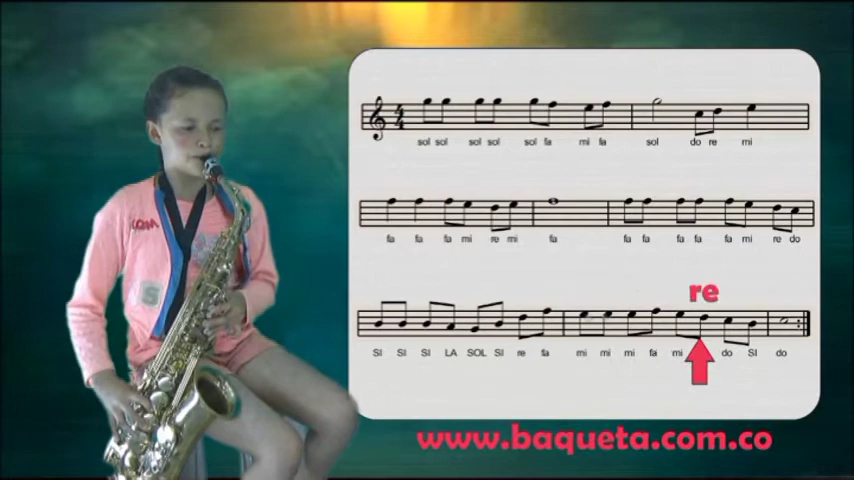 sol sol sol sol sol fa mi fa sol do re mi
fa fa fa mi re mi fa fa fa fa fa fa mi re do
re
SI SI SI LA SOL SI re fa mi mi mi fa mi do SI do
www.baqueta.com.co
.COM
S